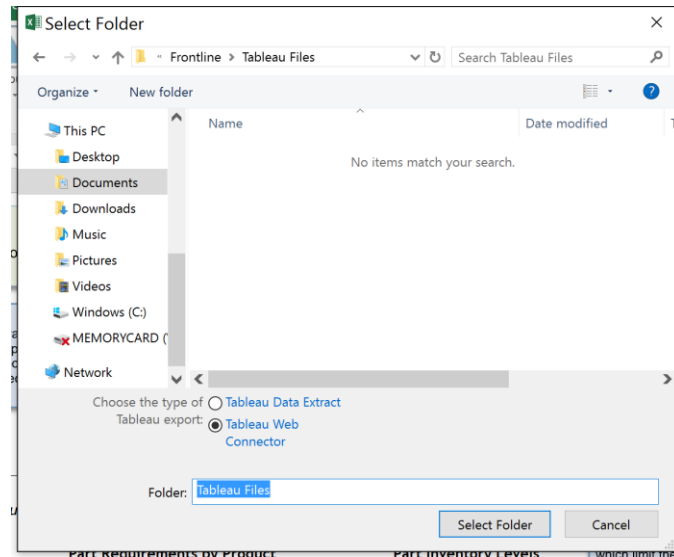 Select Folder
« Frontline > Tableau Files
Search Tableau Files
Organize
New folder
Name
Date modified
No items match your search.
This PC
Desktop
Documents
Downloads
Music
Pictures
Videos
Windows (C:)
MEMORYCARD (
Network
Choose the type of
Tableau export:
Tableau Data Extract
Tableau Web
Connector
Folder: Tableau Files
Select Folder
Cancel
Part Requirements by Product
Part Inventory Levels
which limit the